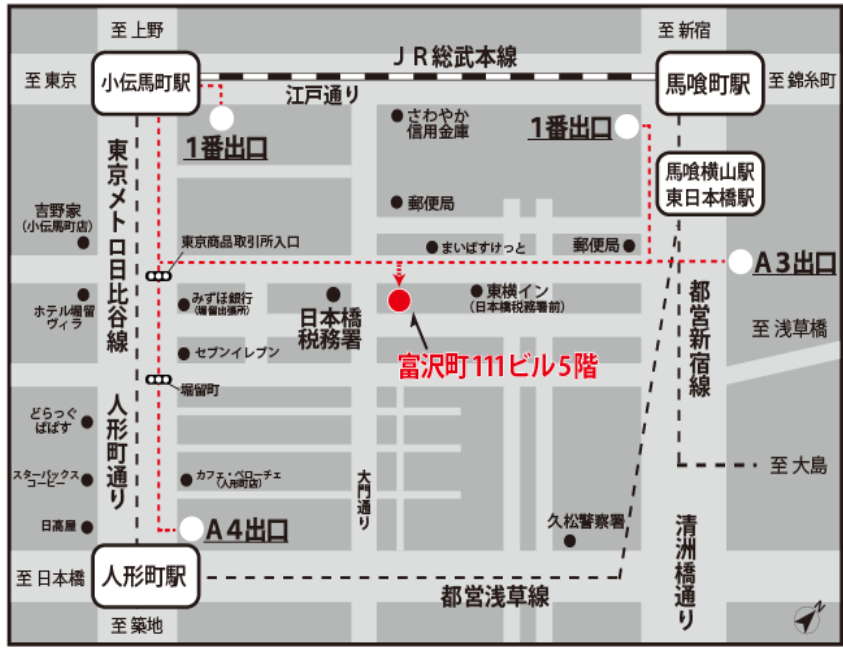 至 上野
至 新宿
至 東京
小伝馬町駅
JR総武本線
馬喰町駅
至 錦糸町
江戸通り
さわやか
信用金庫
1番出口
1番出口
馬喰横山駅
東日本橋駅
東京メトロ日比谷線
吉野家
(小伝馬町店)
郵便局
東京商品取引所入口
まいばすけっと
郵便局
A3出口
ホテル堀留
ヴィラ
みずほ銀行
(堀留出張所)
日本橋
税務署
東横イン
(日本橋税務署前)
都営新宿線
至 浅草橋
セブンイレブン
富沢町111ビル5階
堀留町
人形町通り
どらっぐ
ぱぱす
スターバックス
コーヒー
カフェ・ベローチェ
(人形町店)
大門通り
至 大島
日高屋
A4出口
久松警察署
清洲橋通り
至 日本橋
人形町駅
都営浅草線
至 築地
N